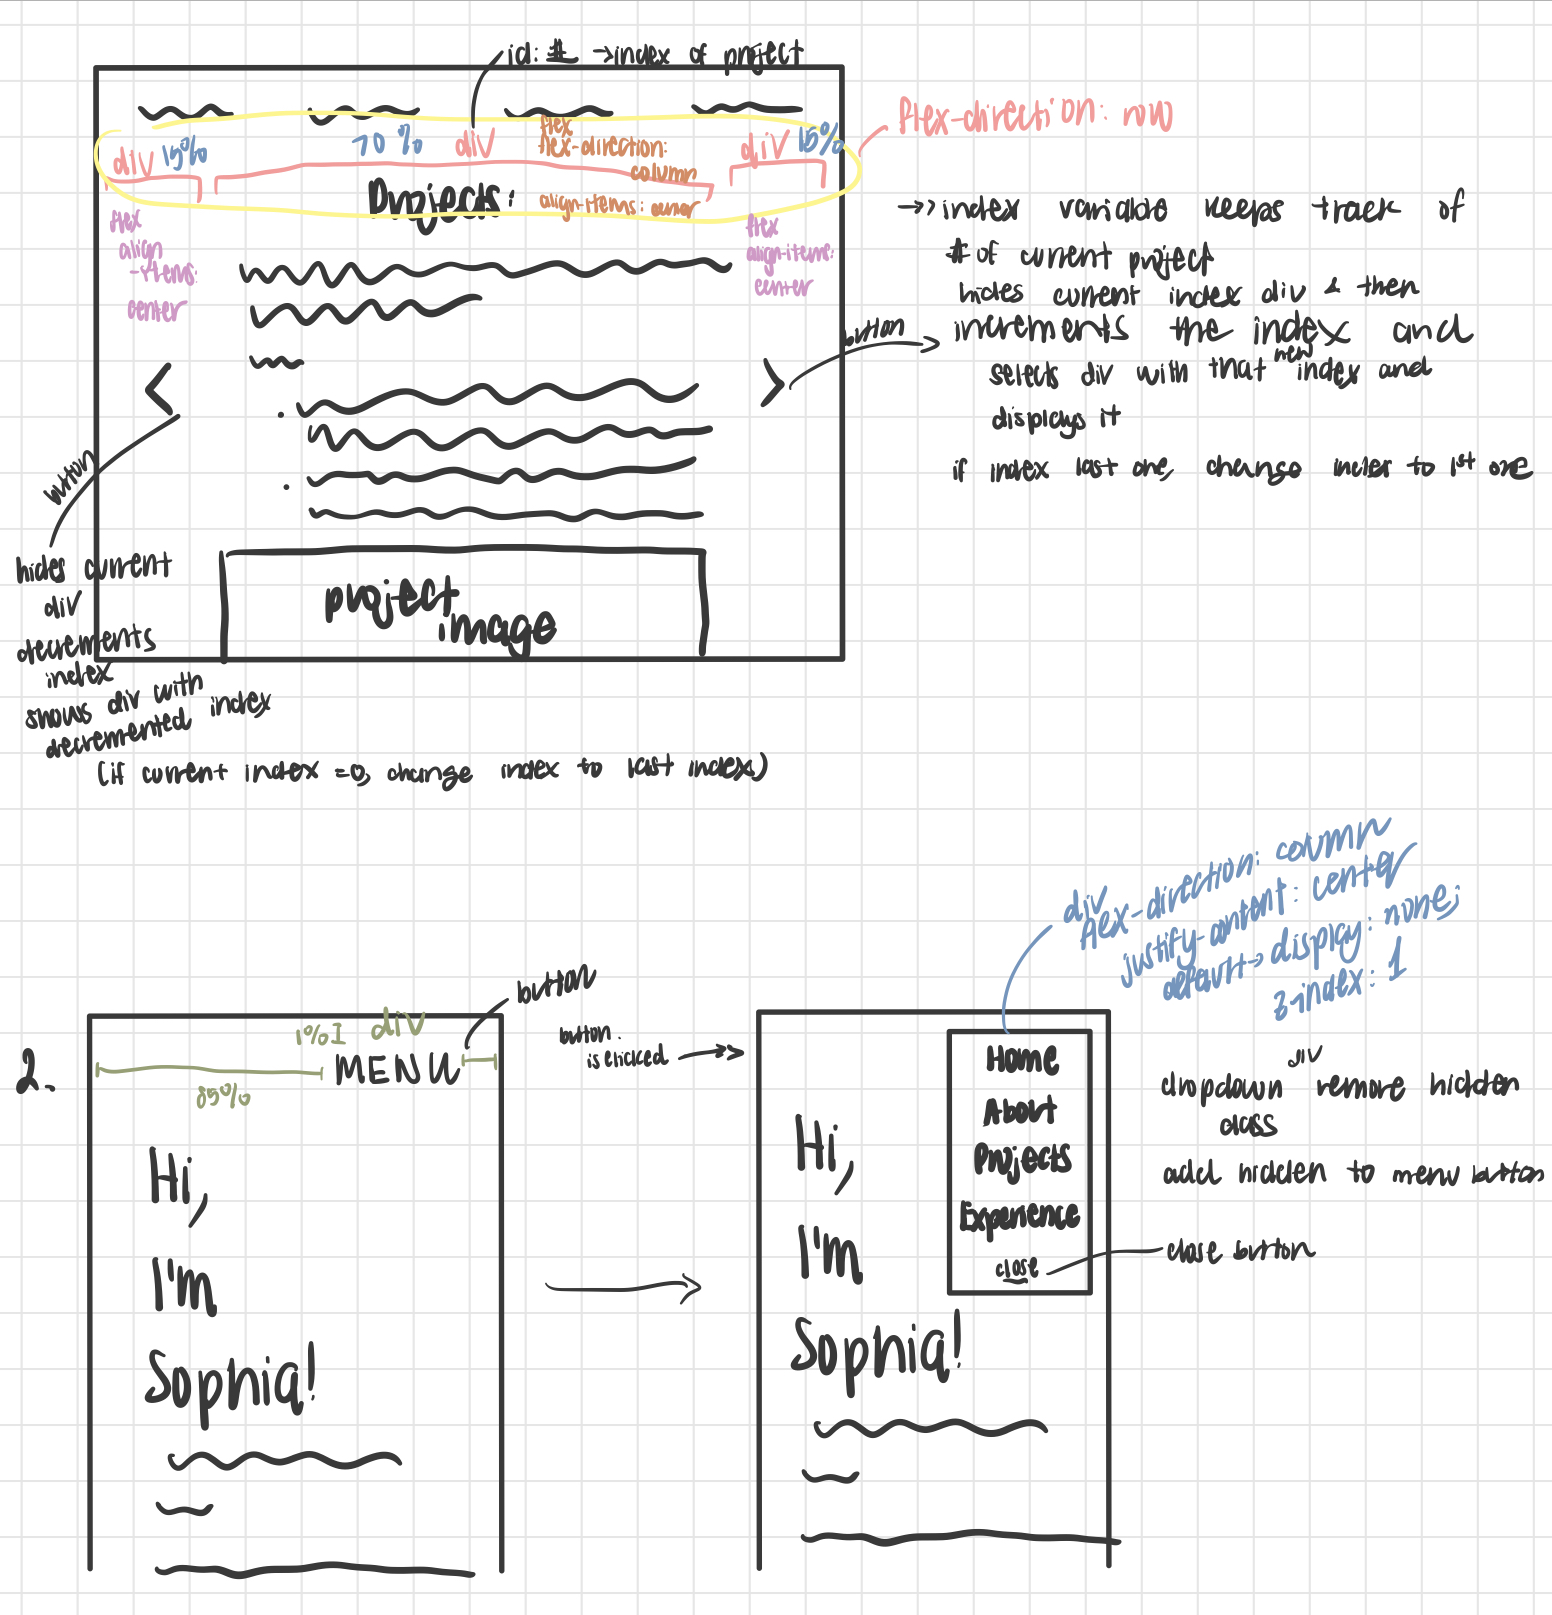 id: # → index of project
div 15%
70% div
flex
flex-direction:
column
align-items: center
div 15%
flex-direction: row
Projects:
flex
align
-items:
center
flex
align-items:
center
→ index variable keeps track of
# of current project
hides current index div & then
increments the index and
selects div with that new index and
displays it
if index last one, change index to 1st one
button
<
>
button
hides current
div
decrements
index
shows div with
decremented index
(if current index =0, change index to last index)
project
image
2.
div
flex-direction: column
justify-content: center
default → display: none;
z-index: 1
button
1% div
MENU
85%
button
is clicked
Hi,
I'm
Sophia!
Home
About
Projects
Experience
close
Hi,
I'm
Sophia!
div
dropdown remove hidden
class
add hidden to menu button
close button